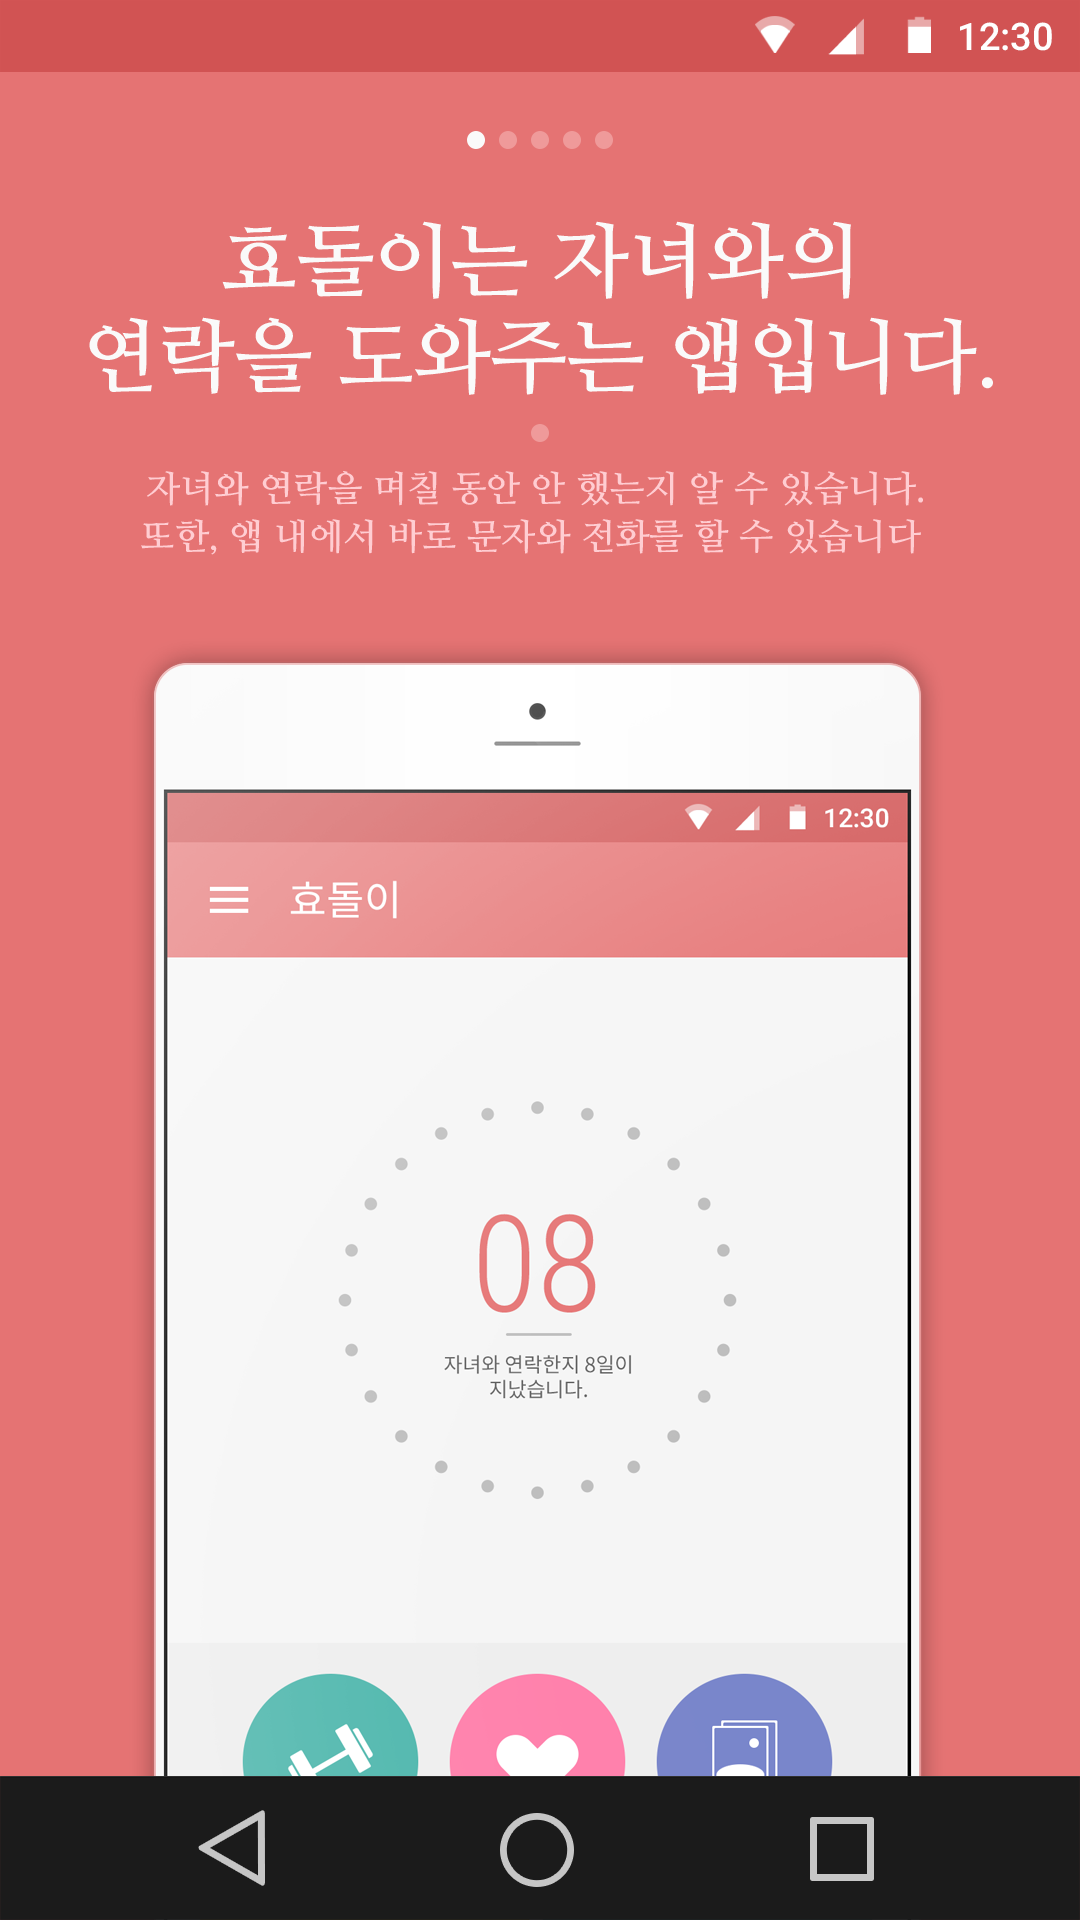 12:30
효돌이는 자녀와의
연락을 도와주는 앱입니다.
자녀와 연락을 며칠 동안 안 했는지 알 수 있습니다.
또한, 앱 내에서 바로 문자와 전화를 할 수 있습니다
12:30
효돌이
08
자녀와 연락한지 8일이
지났습니다.